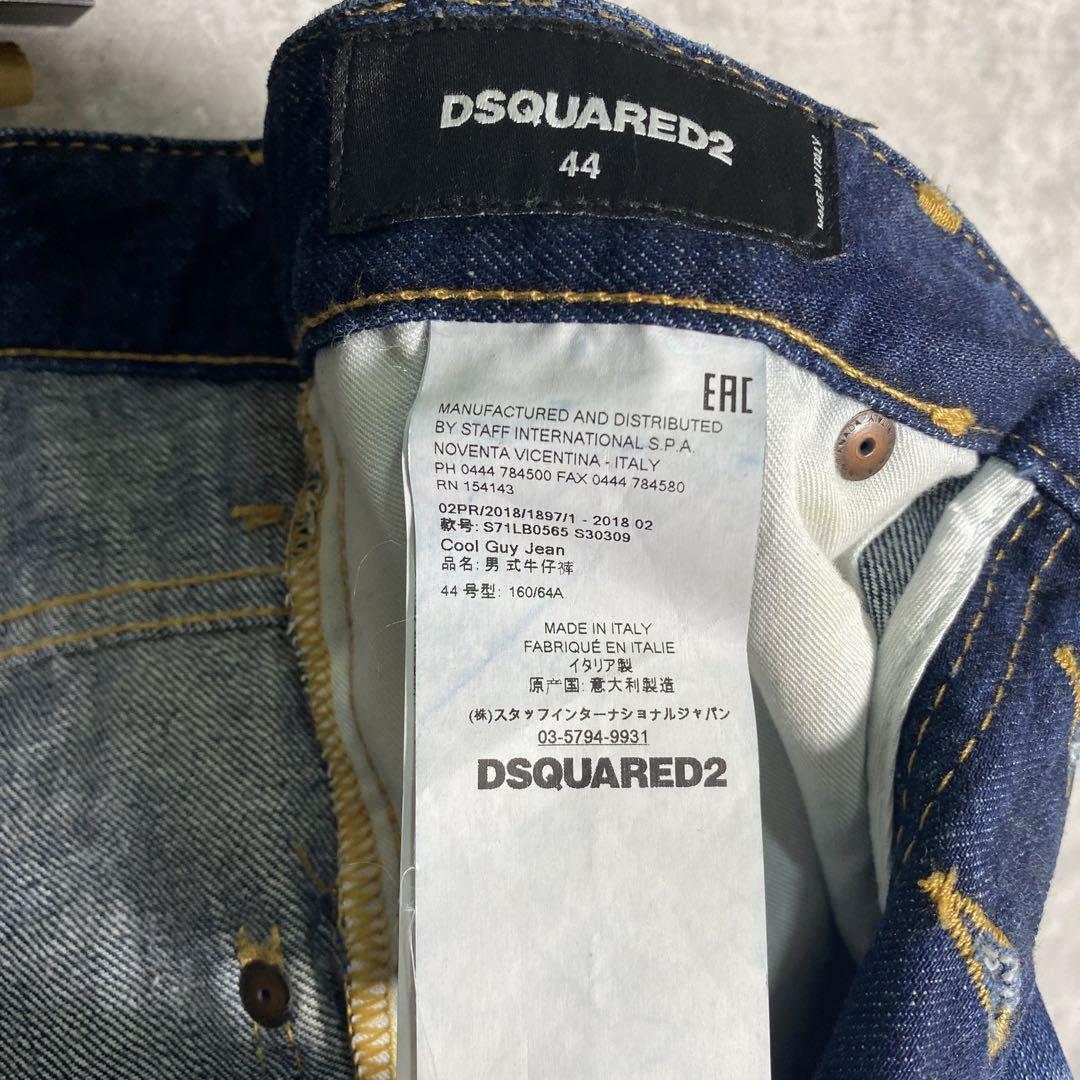 DSQUARED2
44
MADE IN ITALY
EAC
MANUFACTURED AND DISTRIBUTED
BY STAFF INTERNATIONAL S.P.A.
NOVENTA VICENTINA - ITALY
PH 0444 784500 FAX 0444 784580
RN 154143
02PR/2018/1897/1 - 2018 02
款号: S71LB0565 S30309
Cool Guy Jean
品名: 男式牛仔裤
44 号型: 160/64A
MADE IN ITALY
FABRIQUÉ EN ITALIE
イタリア製
原产国: 意大利製造
(株)スタッフインターナショナルジャパン
03-5794-9931
DSQUARED2